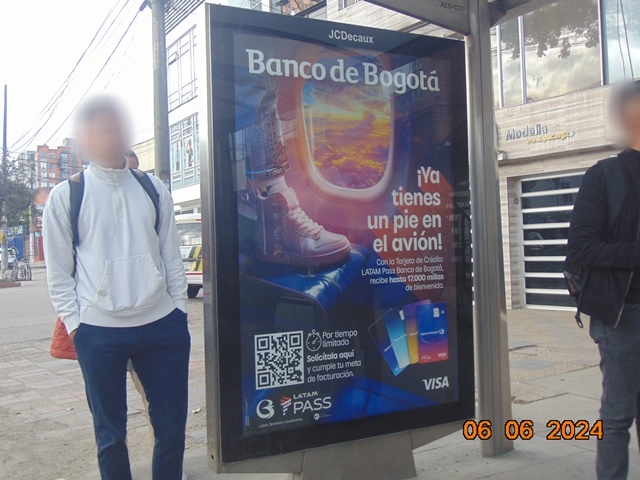 JCDecaux
Banco de Bogotá
¡Ya
tienes
un pie en
el avión!
Con la Tarjeta de Crédito
LATAM Pass Banco de Bogotá,
recibe hasta 17.000 millas
de bienvenida.
Por tiempo
limitado
Solicítala aquí
y cumple tu meta
de facturación.
LATAM
PASS
VISA
Modelia
06 06 2024